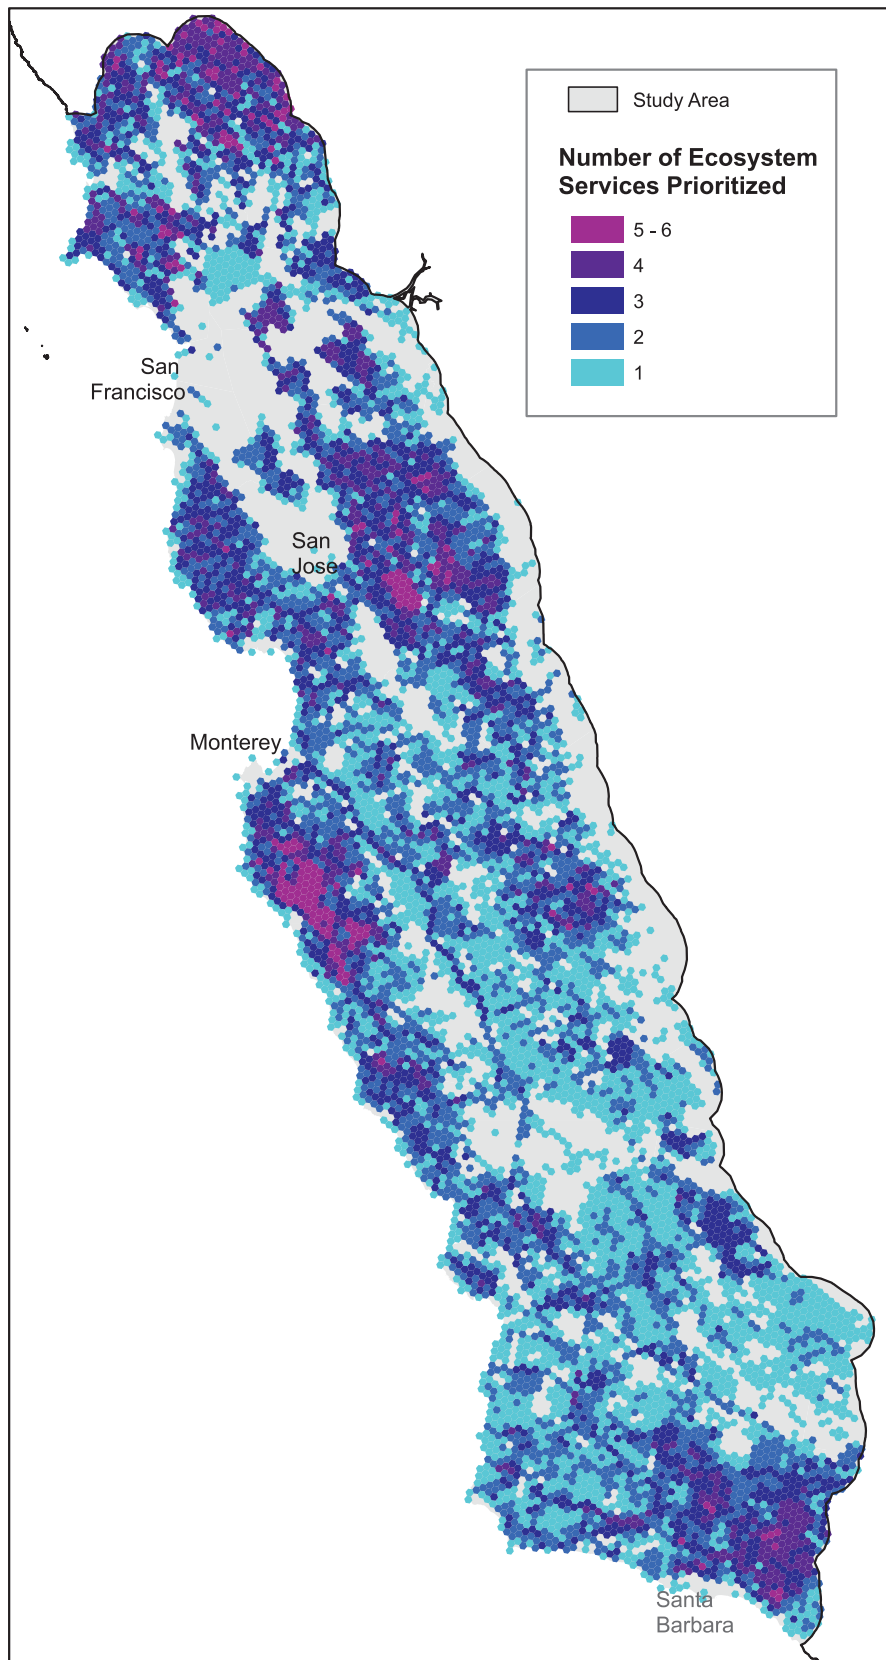 Study Area
Number of Ecosystem
Services Prioritized
5 - 6
4
3
2
1
San
Francisco
San
Jose
Monterey
Santa
Barbara